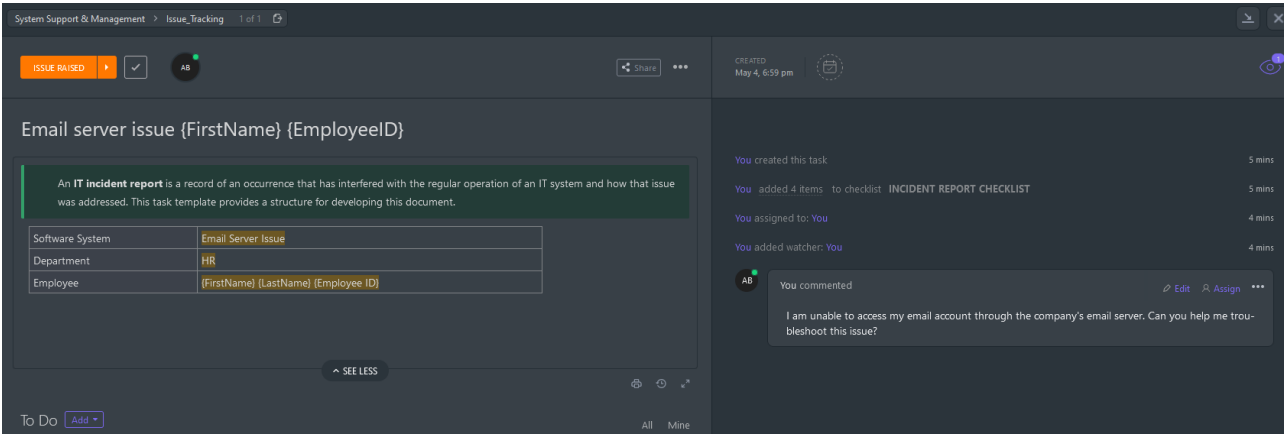 System Support & Management > Issue_Tracking 1 of 1
ISSUE RAISED
AB
Share
CREATED
May 4, 6:59 pm
1
Email server issue {FirstName} {EmployeeID}
An IT incident report is a record of an occurrence that has interfered with the regular operation of an IT system and how that issue
was addressed. This task template provides a structure for developing this document.
Software System Email Server Issue
Department HR
Employee {FirstName} {LastName} {Employee ID}
SEE LESS
To Do Add
All Mine
You created this task 5 mins
You added 4 items to checklist INCIDENT REPORT CHECKLIST 5 mins
You assigned to: You 4 mins
You added watcher: You 4 mins
AB
You commented
Edit Assign
I am unable to access my email account through the company's email server. Can you help me trou-
bleshoot this issue?